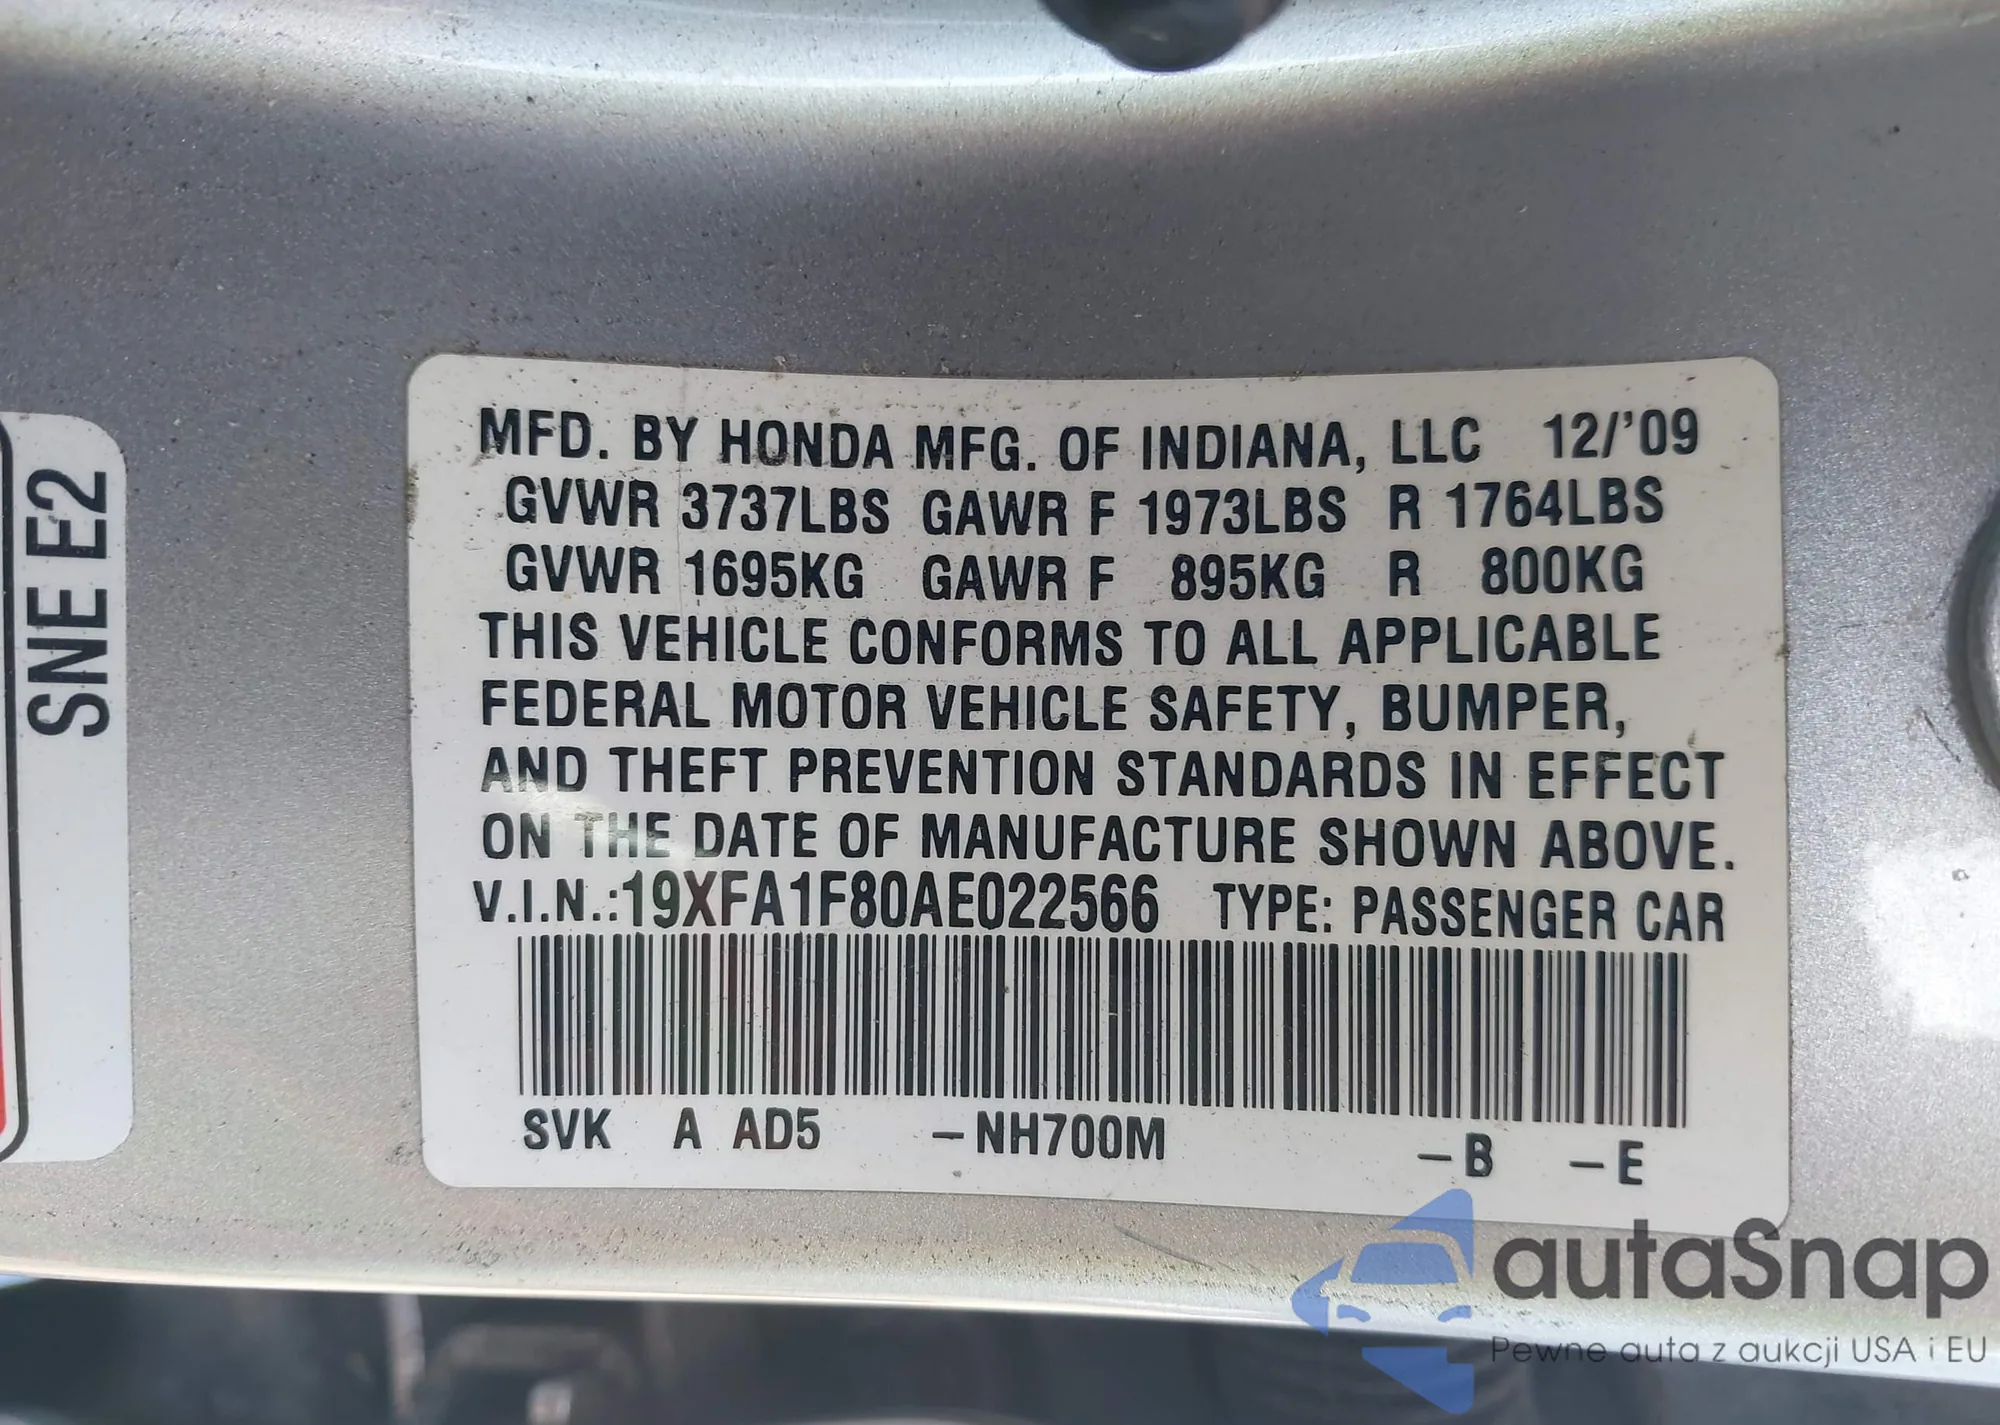 SNE E2
MFD. BY HONDA MFG. OF INDIANA, LLC 12/'09
GVWR 3737LBS GAWR F 1973LBS R 1764LBS
GVWR 1695KG GAWR F 895KG R 800KG
THIS VEHICLE CONFORMS TO ALL APPLICABLE
FEDERAL MOTOR VEHICLE SAFETY, BUMPER,
AND THEFT PREVENTION STANDARDS IN EFFECT
ON THE DATE OF MANUFACTURE SHOWN ABOVE.
V.I.N.:19XFA1F80AE022566 TYPE: PASSENGER CAR
SVK A AD5 –NH700M –B –E
autaSnap
Pewne auta z aukcji USA i EU